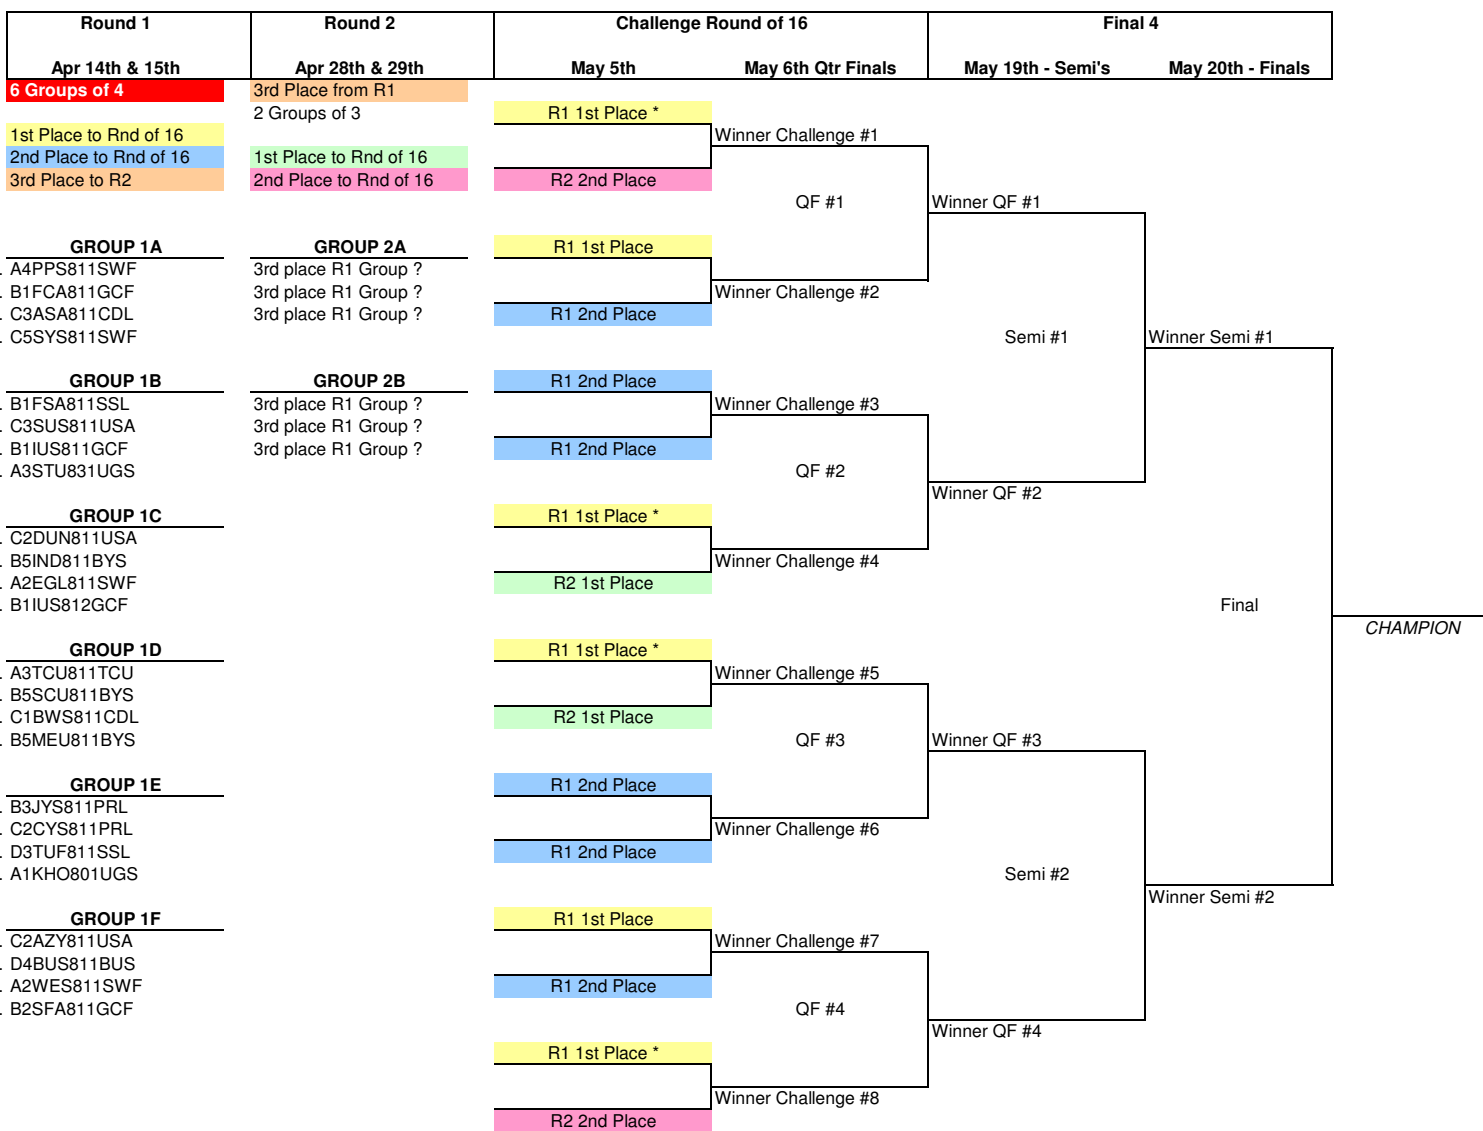 Round 1 Round 2 Challenge Round of 16 Final 4
Apr 14th & 15th Apr 28th & 29th May 5th May 6th Qtr Finals May 19th - Semi's May 20th - Finals
6 Groups of 4 3rd Place from R1
2 Groups of 3 R1 1st Place *
1st Place to Rnd of 16 Winner Challenge #1
2nd Place to Rnd of 16 1st Place to Rnd of 16
3rd Place to R2 2nd Place to Rnd of 16 R2 2nd Place
QF #1 Winner QF #1
GROUP 1A GROUP 2A R1 1st Place
. A4PPS811SWF 3rd place R1 Group ?
. B1FCA811GCF 3rd place R1 Group ? Winner Challenge #2
. C3ASA811CDL 3rd place R1 Group ? R1 2nd Place
. C5SYS811SWF Semi #1 Winner Semi #1
GROUP 1B GROUP 2B R1 2nd Place
. B1FSA811SSL 3rd place R1 Group ? Winner Challenge #3
. C3SUS811USA 3rd place R1 Group ?
. B1IUS811GCF 3rd place R1 Group ? R1 2nd Place
. A3STU831UGS QF #2
Winner QF #2
GROUP 1C R1 1st Place *
. C2DUN811USA
. B5IND811BYS Winner Challenge #4
. A2EGL811SWF R2 1st Place
. B1IUS812GCF Final
CHAMPION
GROUP 1D R1 1st Place *
. A3TCU811TCU Winner Challenge #5
. B5SCU811BYS
. C1BWS811CDL R2 1st Place
. B5MEU811BYS QF #3 Winner QF #3
GROUP 1E R1 2nd Place
. B3JYS811PRL
. C2CYS811PRL Winner Challenge #6
. D3TUF811SSL R1 2nd Place
. A1KHO801UGS Semi #2
Winner Semi #2
GROUP 1F R1 1st Place
. C2AZY811USA Winner Challenge #7
. D4BUS811BUS
. A2WES811SWF R1 2nd Place
. B2SFA811GCF QF #4
Winner QF #4
R1 1st Place *
Winner Challenge #8
R2 2nd Place